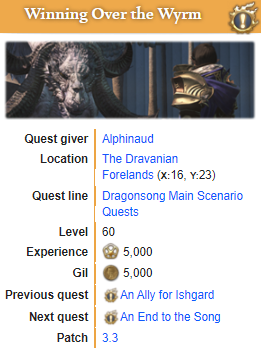 Winning Over the Wyrm
Quest giver Alphinaud
Location The Dravanian
Forelands (X:16, Y:23)
Quest line Dragonsong Main Scenario
Quests
Level 60
Experience 5,000
Gil 5,000
Previous quest An Ally for Ishgard
Next quest An End to the Song
Patch 3.3